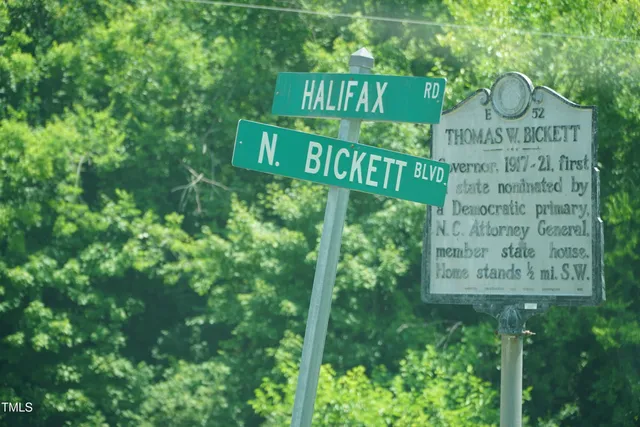 HALIFAX RD
N. BICKETT BLVD.
E 52
THOMAS W. BICKETT
vernor, 1917-21, first
state nominated by
a Democratic primary,
N.C. Attorney General,
member state house.
Home stands ½ mi. S.W.
TMLS